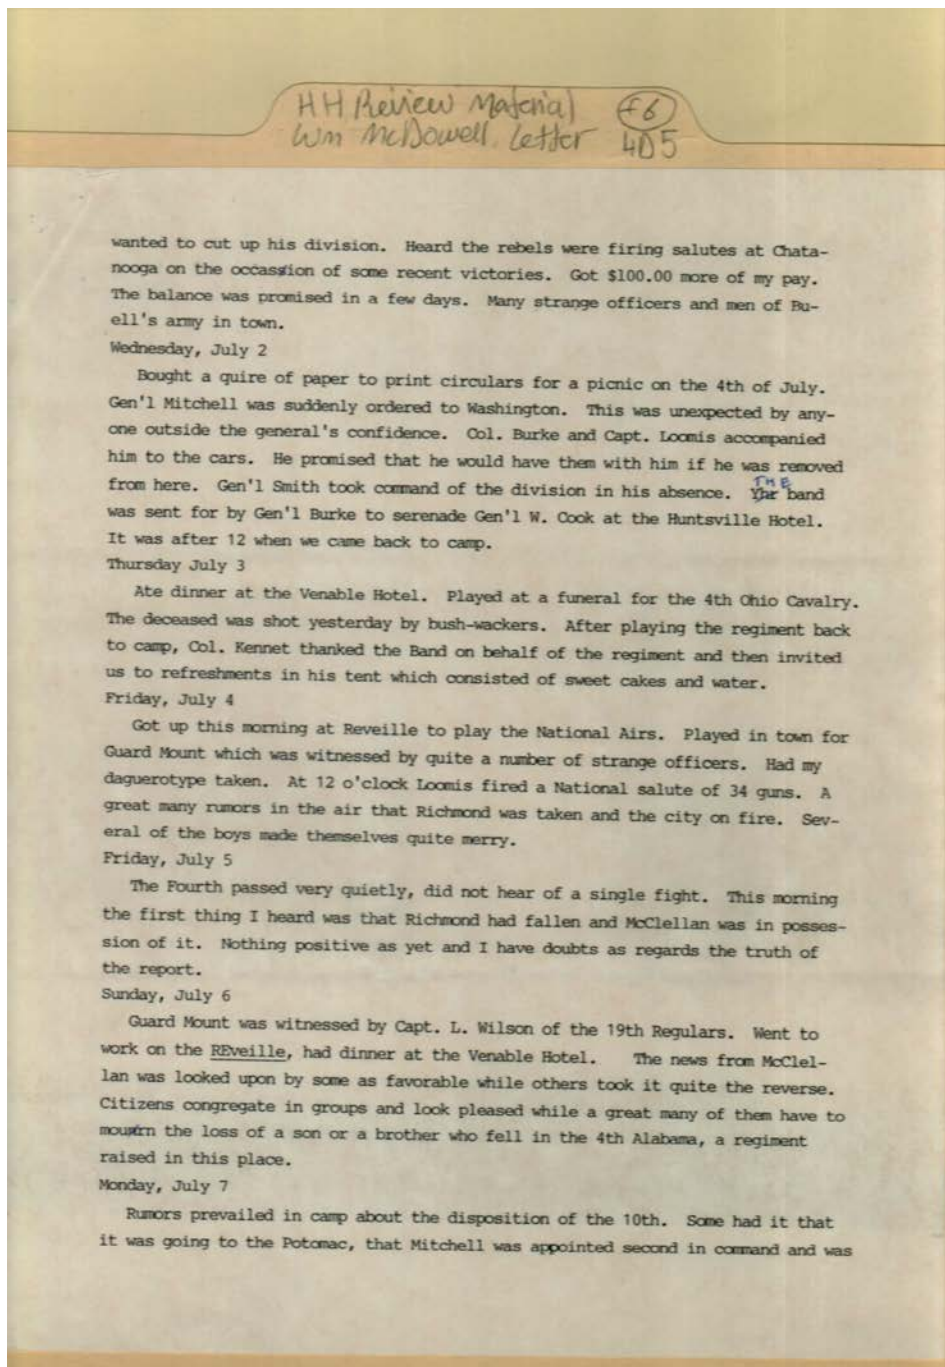 HH Review Material f6
Wm McDowell Letter 4D5
wanted to cut up his division. Heard the rebels were firing salutes at Chata-
nooga on the occassion of some recent victories. Got $100.00 more of my pay.
The balance was promised in a few days. Many strange officers and men of Bu-
ell's army in town.
Wednesday, July 2
Bought a quire of paper to print circulars for a picnic on the 4th of July.
Gen'l Mitchell was suddenly ordered to Washington. This was unexpected by any-
one outside the general's confidence. Col. Burke and Capt. Loomis accompanied
him to the cars. He promised that he would have them with him if he was removed
from here. Gen'l Smith took command of the division in his absence. THE band
was sent for by Gen'l Burke to serenade Gen'l W. Cook at the Huntsville Hotel.
It was after 12 when we came back to camp.
Thursday July 3
Ate dinner at the Venable Hotel. Played at a funeral for the 4th Ohio Cavalry.
The deceased was shot yesterday by bush-wackers. After playing the regiment back
to camp, Col. Kennet thanked the Band on behalf of the regiment and then invited
us to refreshments in his tent which consisted of sweet cakes and water.
Friday, July 4
Got up this morning at Reveille to play the National Airs. Played in town for
Guard Mount which was witnessed by quite a number of strange officers. Had my
daguerotype taken. At 12 o'clock Loomis fired a National salute of 34 guns. A
great many rumors in the air that Richmond was taken and the city on fire. Sev-
eral of the boys made themselves quite merry.
Friday, July 5
The Fourth passed very quietly, did not hear of a single fight. This morning
the first thing I heard was that Richmond had fallen and McClellan was in posses-
sion of it. Nothing positive as yet and I have doubts as regards the truth of
the report.
Sunday, July 6
Guard Mount was witnessed by Capt. L. Wilson of the 19th Regulars. Went to
work on the REveille, had dinner at the Venable Hotel. The news from McClel-
lan was looked upon by some as favorable while others took it quite the reverse.
Citizens congregate in groups and look pleased while a great many of them have to
mourn the loss of a son or a brother who fell in the 4th Alabama, a regiment
raised in this place.
Monday, July 7
Rumors prevailed in camp about the disposition of the 10th. Some had it that
it was going to the Potomac, that Mitchell was appointed second in command and was